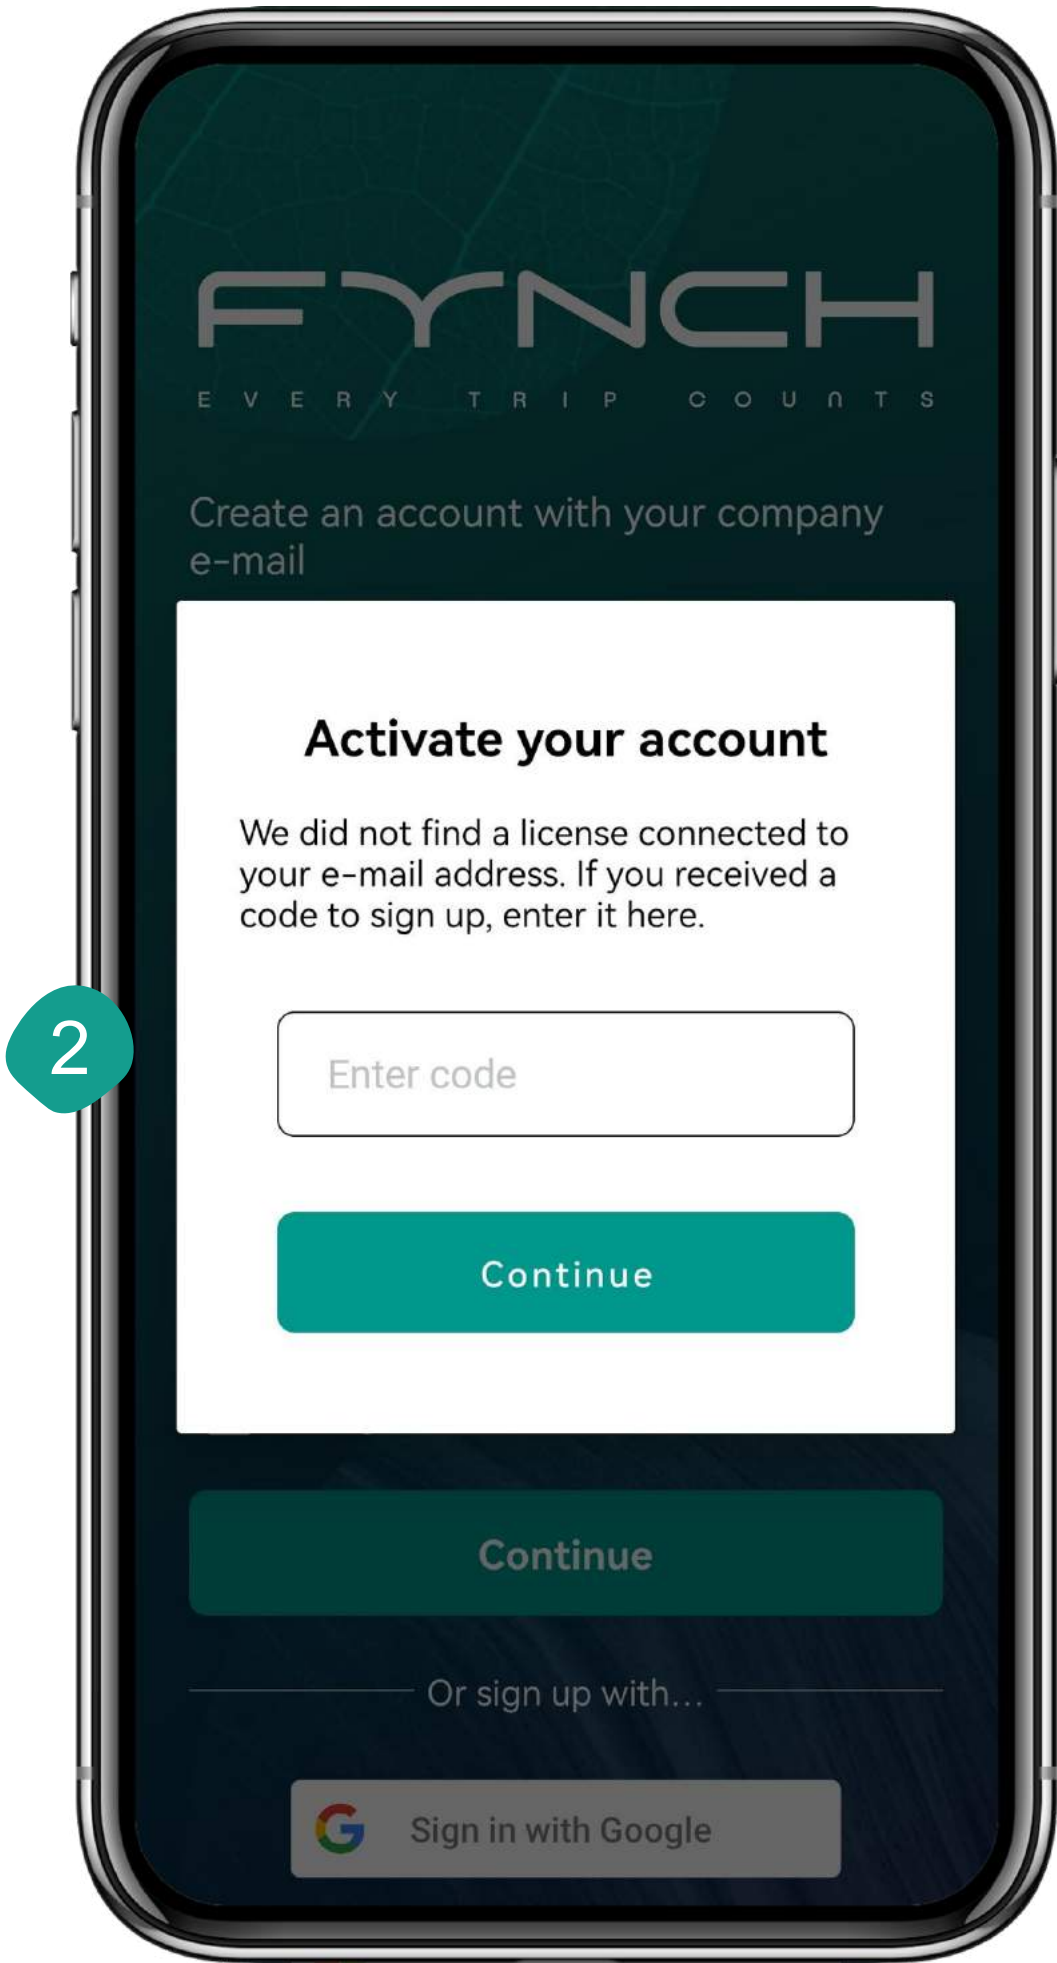 FYNCH
EVERY TRIP COUNTS
Create an account with your company
e-mail
Activate your account
We did not find a license connected to
your e-mail address. If you received a
code to sign up, enter it here.
2
Enter code
Continue
Continue
Or sign up with...
Sign in with Google